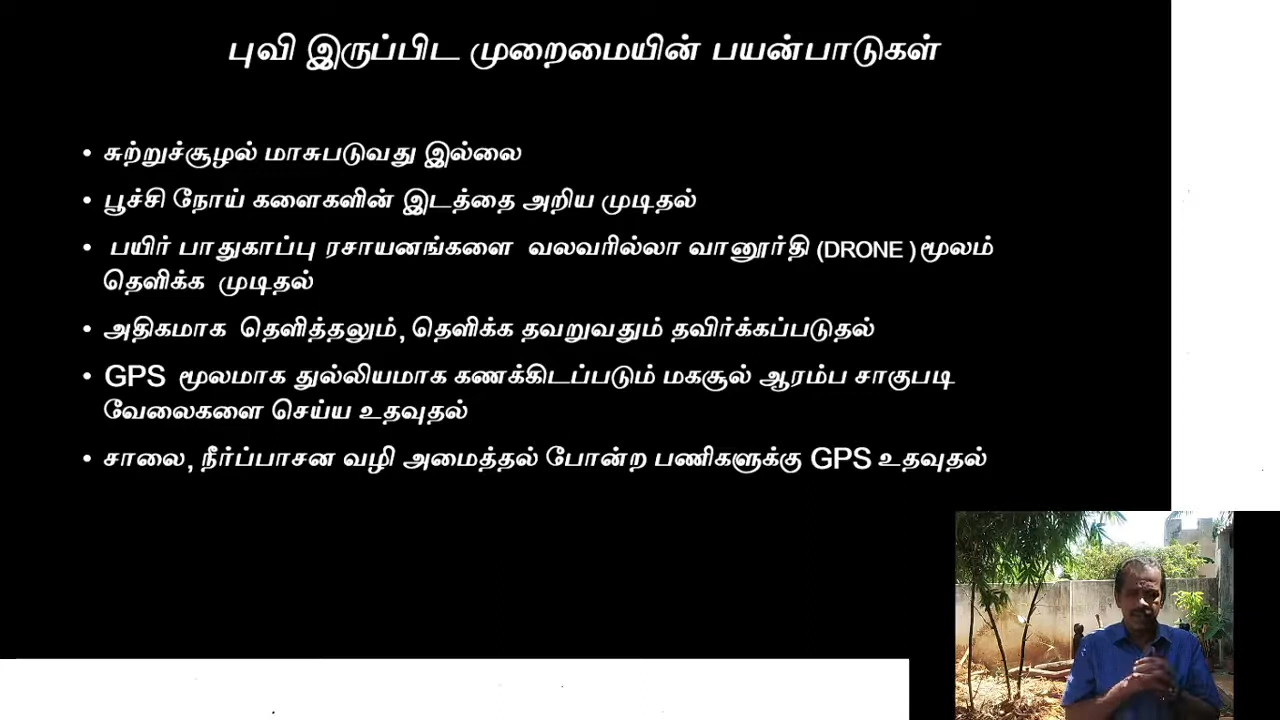 புவி இருப்பிட முறைமையின் பயன்பாடுகள்
• சுற்றுச்சூழல் மாசுபடுவது இல்லை
• பூச்சி நோய் களைகளின் இடத்தை அறிய முடிதல்
• பயிர் பாதுகாப்பு ரசாயனங்களை வலவரில்லா வானூர்தி (DRONE ) மூலம்
தெளிக்க முடிதல்
• அதிகமாக தெளித்தலும், தெளிக்க தவறுவதும் தவிர்க்கப்படுதல்
• GPS மூலமாக துல்லியமாக கணக்கிடப்படும் மகசூல் ஆரம்ப சாகுபடி
வேலைகளை செய்ய உதவுதல்
• சாலை, நீர்ப்பாசன வழி அமைத்தல் போன்ற பணிகளுக்கு GPS உதவுதல்